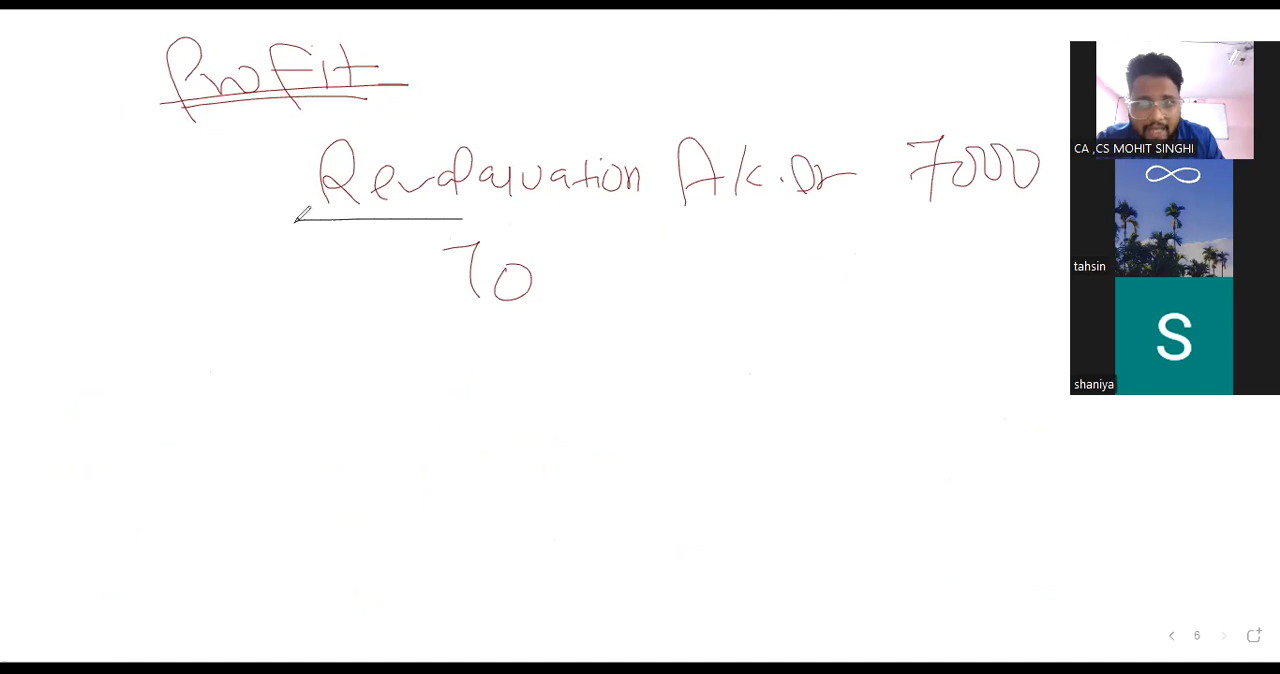 Profit
Revaluation A/c. Dr 7000
To
CA ,CS MOHIT SINGHI
tahsin
S
shaniya
6